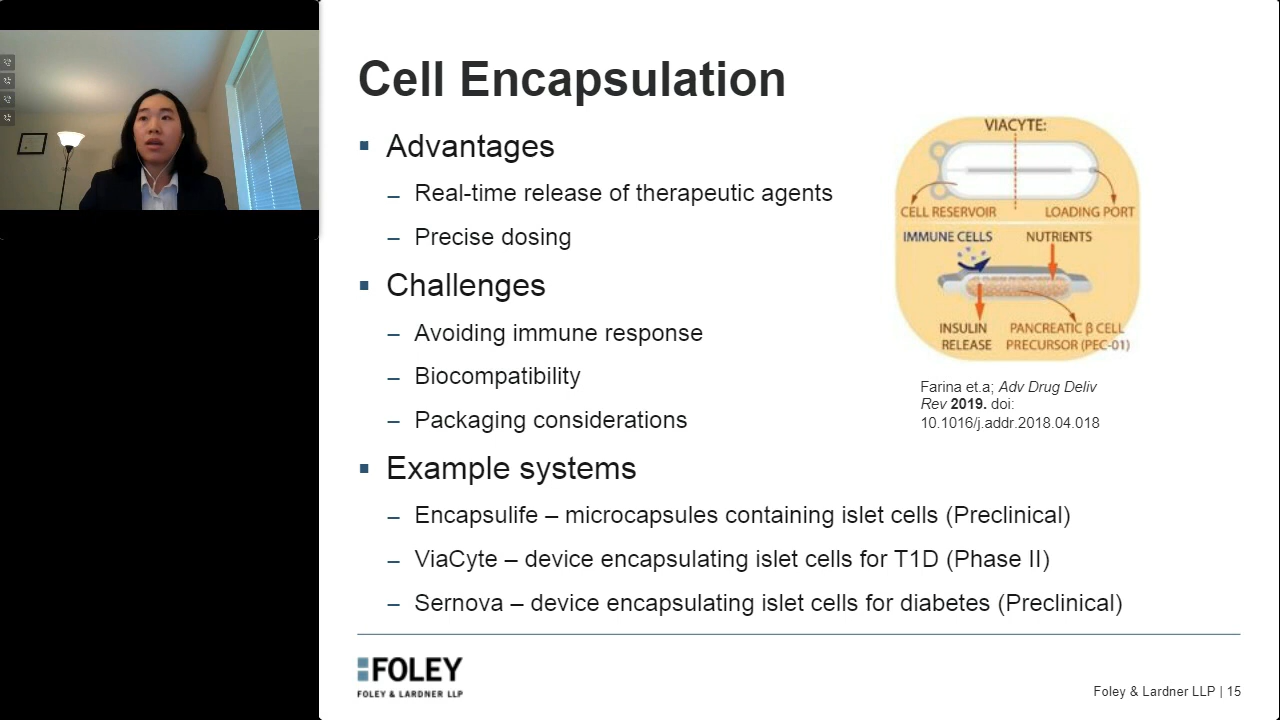 Cell Encapsulation
▪ Advantages
– Real-time release of therapeutic agents
– Precise dosing
▪ Challenges
– Avoiding immune response
– Biocompatibility
– Packaging considerations
▪ Example systems
– Encapsulife – microcapsules containing islet cells (Preclinical)
– ViaCyte – device encapsulating islet cells for T1D (Phase II)
– Sernova – device encapsulating islet cells for diabetes (Preclinical)
VIACYTE:
CELL RESERVOIR LOADING PORT
IMMUNE CELLS NUTRIENTS
INSULIN
RELEASE
PANCREATIC β CELL
PRECURSOR (PEC-01)
Farina et.a; Adv Drug Deliv
Rev 2019. doi:
10.1016/j.addr.2018.04.018
FOLEY
FOLEY & LARDNER LLP
Foley & Lardner LLP | 15